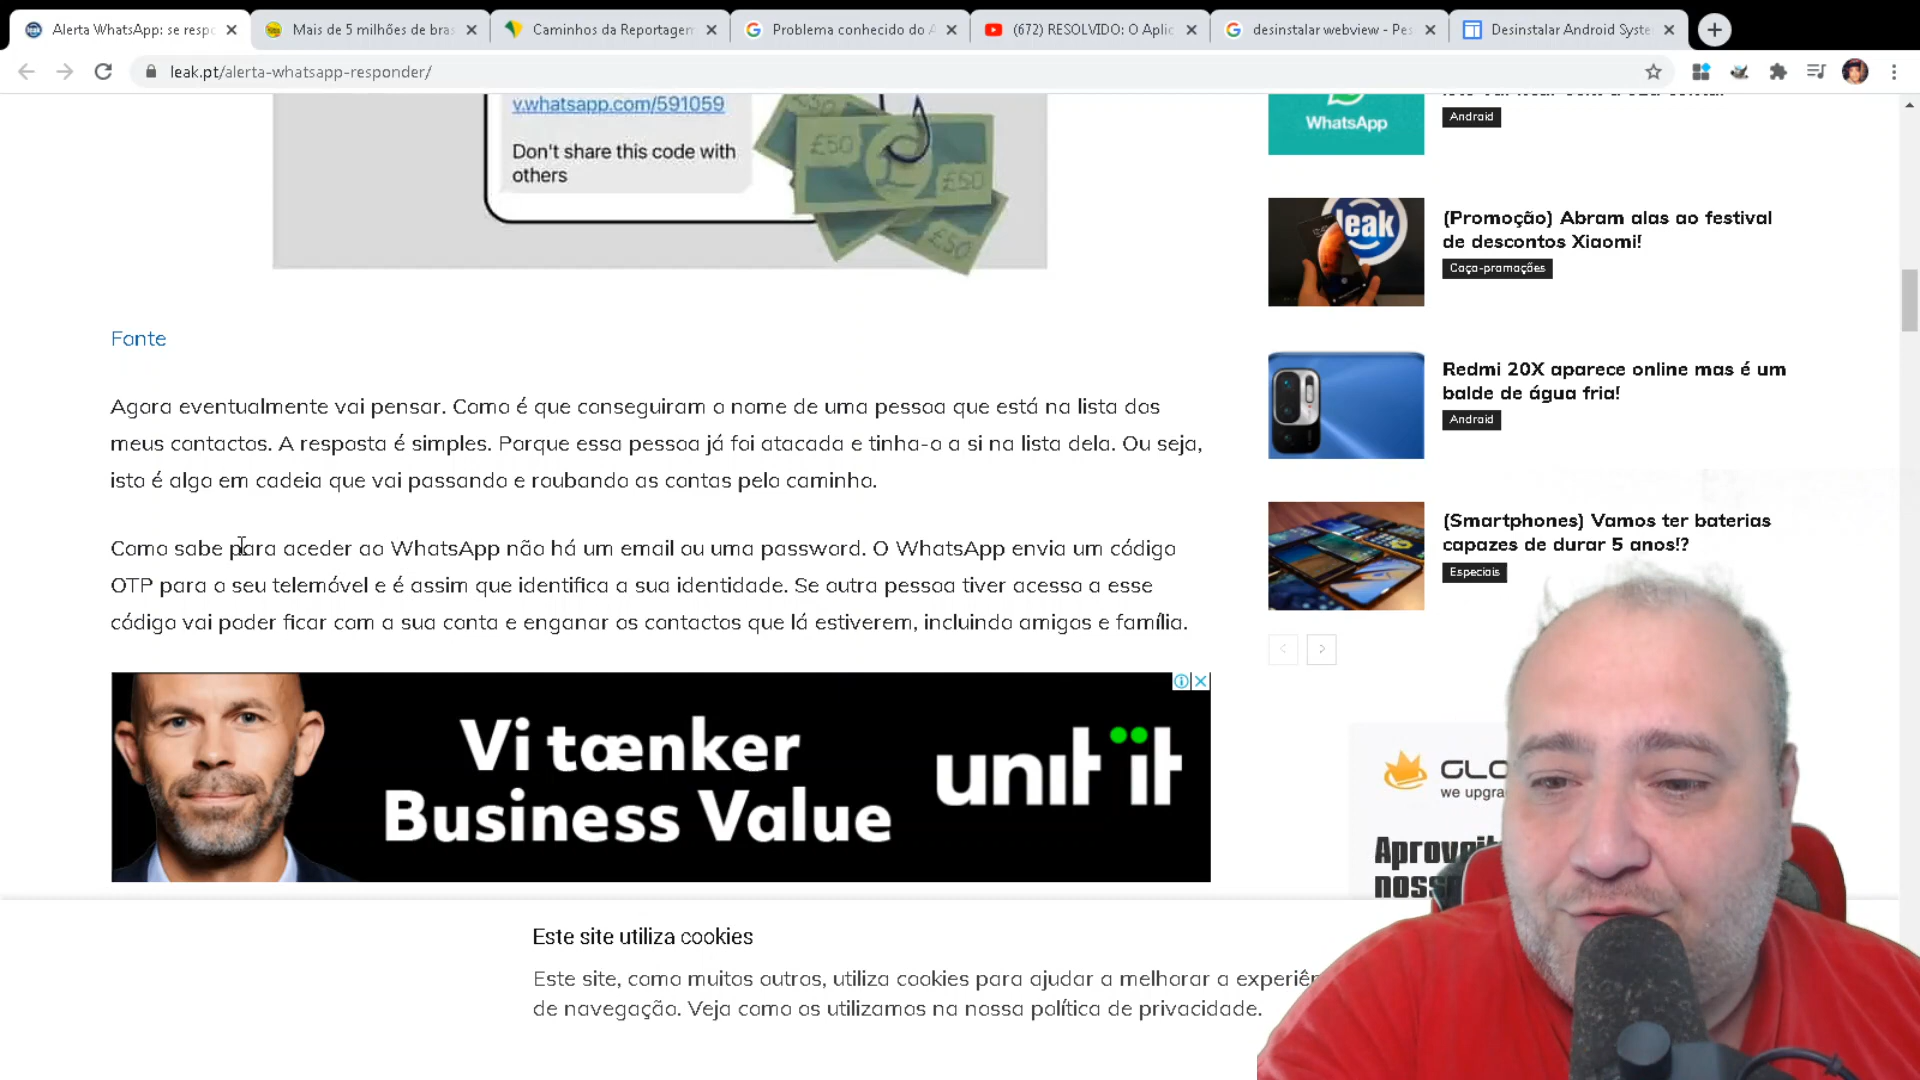 Alerta WhatsApp: se respo
Mais de 5 milhões de bras
Caminhos da Reportagem
Problema conhecido do A
(672) RESOLVIDO: O Aplic
desinstalar webview - Pes
Desinstalar Android Syste
leak.pt/alerta-whatsapp-responder/
v.whatsapp.com/591059
Don't share this code with
others
£50
£50
£50
WhatsApp
Android
leak
(Promoção) Abram alas ao festival
de descontos Xiaomi!
Caça-promoções
Fonte
Redmi 20X aparece online mas é um
balde de água fria!
Android
Agora eventualmente vai pensar. Como é que conseguiram o nome de uma pessoa que está na lista dos
meus contactos. A resposta é simples. Porque essa pessoa já foi atacada e tinha-o a si na lista dela. Ou seja,
isto é algo em cadeia que vai passando e roubando as contas pelo caminho.
(Smartphones) Vamos ter baterias
capazes de durar 5 anos!?
Especiais
Como sabe para aceder ao WhatsApp não há um email ou uma password. O WhatsApp envia um código
OTP para o seu telemóvel e é assim que identifica a sua identidade. Se outra pessoa tiver acesso a esse
código vai poder ficar com a sua conta e enganar os contactos que lá estiverem, incluindo amigos e família.
Vi tænker
Business Value
unit it
GLO
we upgra
Aproveit
noss
Este site utiliza cookies
Este site, como muitos outros, utiliza cookies para ajudar a melhorar a experiên
de navegação. Veja como os utilizamos na nossa política de privacidade.